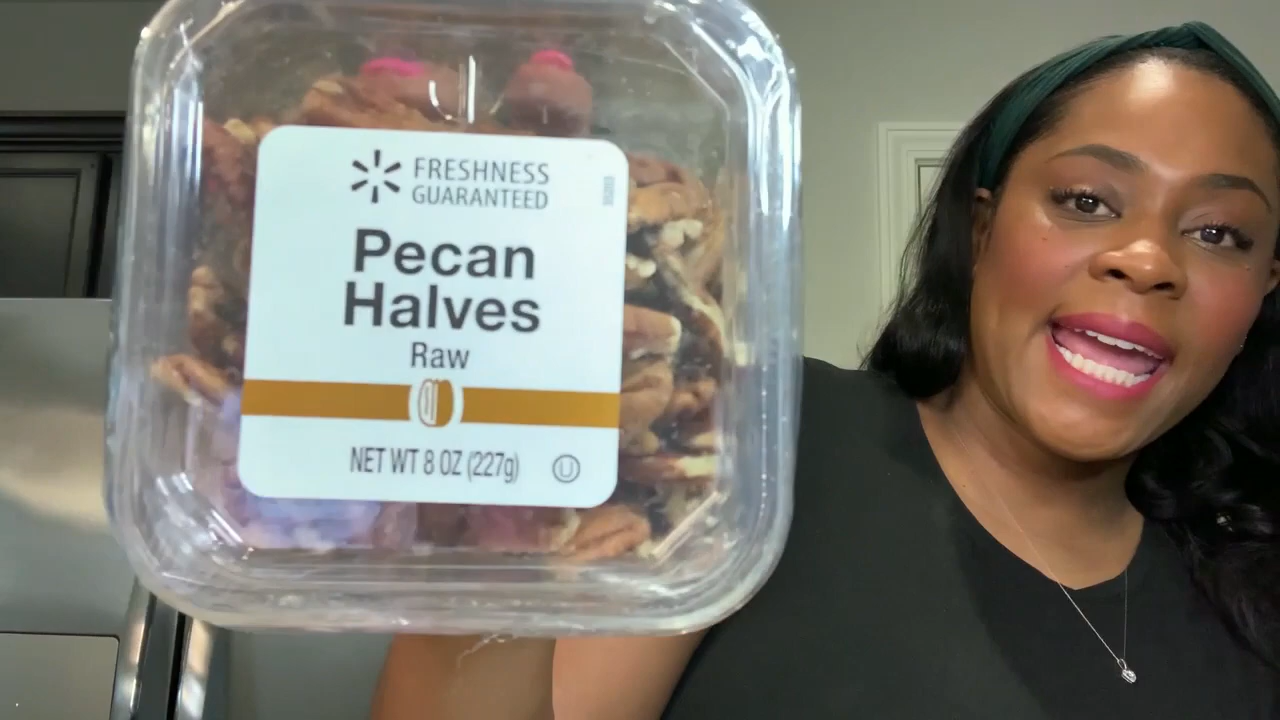 FRESHNESS
GUARANTEED
Pecan
Halves
Raw
NET WT 8 OZ (227g)
U